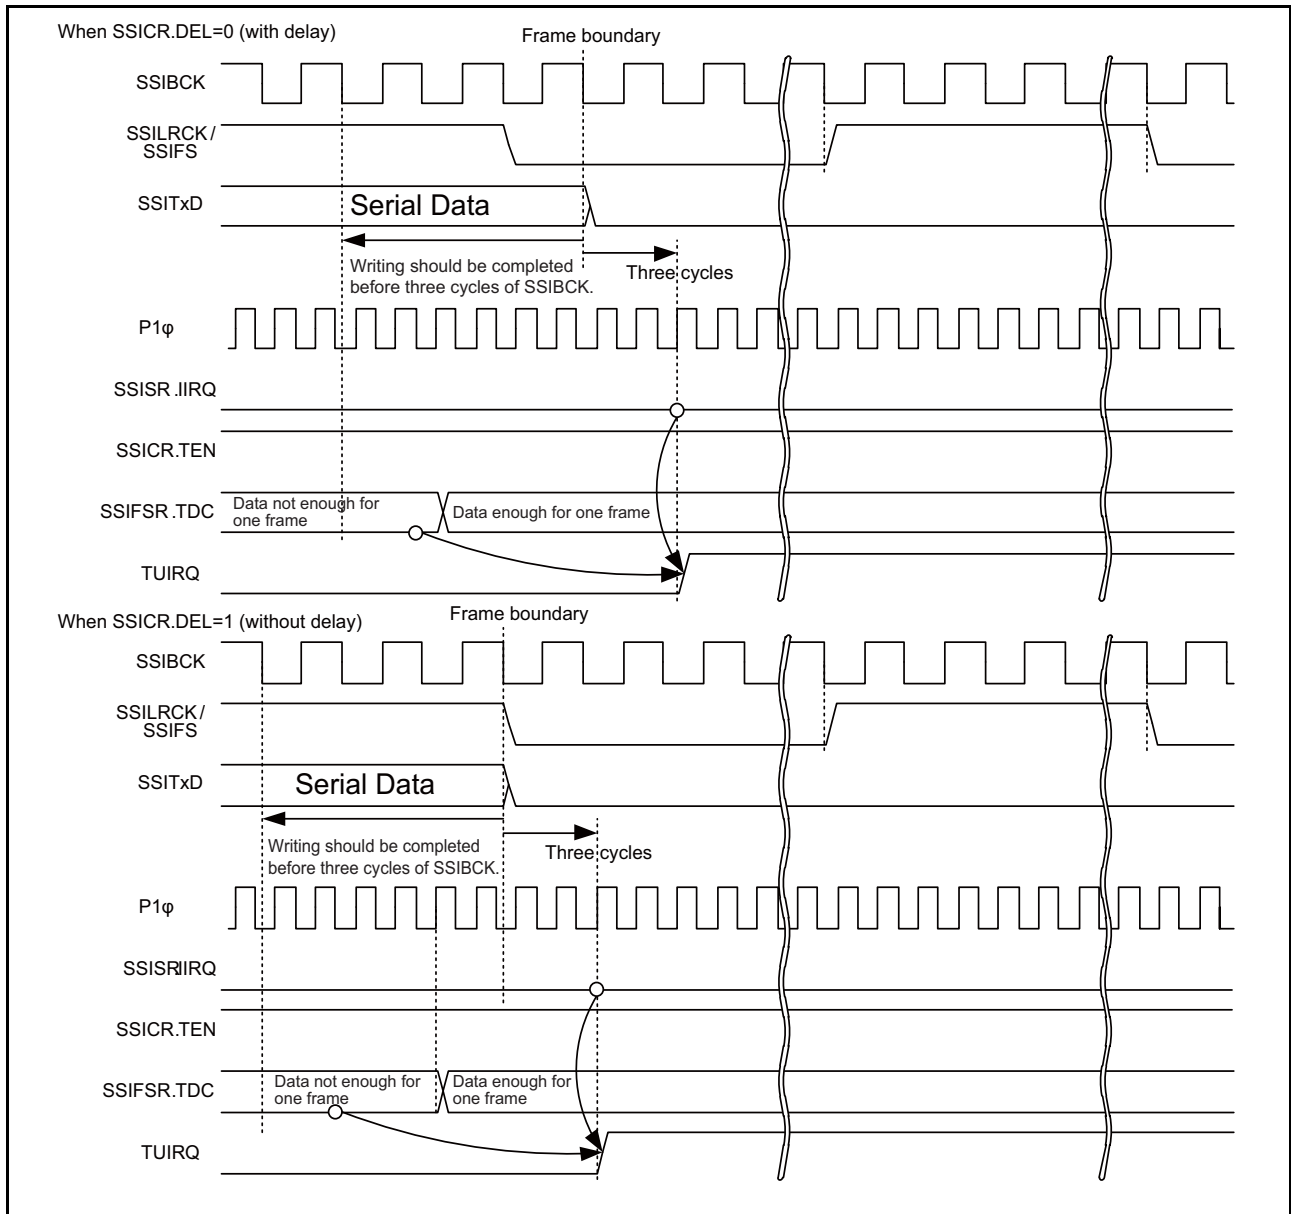 When SSICR.DEL=0 (with delay)
Frame boundary
SSIBCK
SSILRCK/
SSIFS
SSITxD
Serial Data
Writing should be completed
before three cycles of SSIBCK.
Three cycles
P1φ
SSISR.IIRQ
SSICR.TEN
SSIFSR.TDC
Data not enough for
one frame
Data enough for one frame
TUIRQ
When SSICR.DEL=1 (without delay)
Frame boundary
SSIBCK
SSILRCK/
SSIFS
SSITxD
Serial Data
Writing should be completed
before three cycles of SSIBCK.
Three cycles
P1φ
SSISRIIRQ
SSICR.TEN
SSIFSR.TDC
Data not enough for
one frame
Data enough for
one frame
TUIRQ